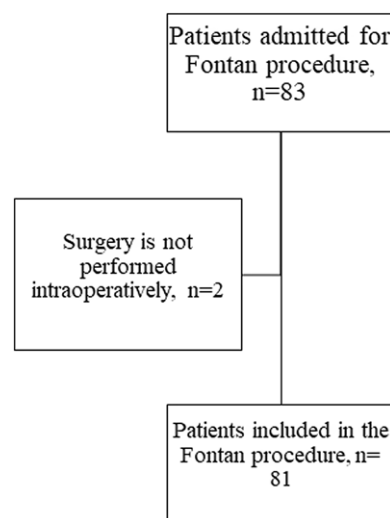 Patients admitted for
Fontan procedure,
n=83
Surgery is not
performed
intraoperatively, n=2
Patients included in the
Fontan procedure, n=
81